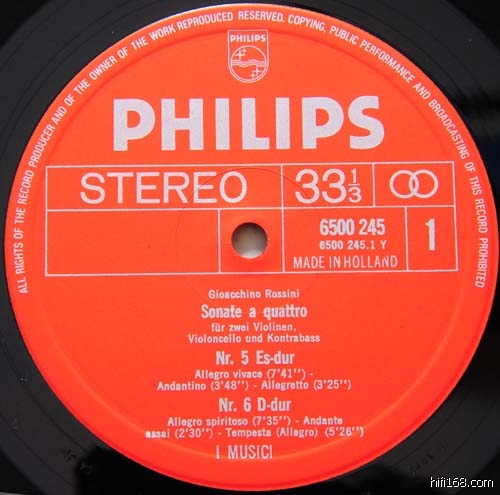 ALL RIGHTS OF THE RECORD PRODUCER AND OF THE OWNER OF THE WORK REPRODUCED RESERVED. COPYING, PUBLIC PERFORMANCE AND BROADCASTING OF THIS RECORD PROHIBITED
PHILIPS
PHILIPS
STEREO 33 1/3
6500 245
6500 245.1 Y
1
MADE IN HOLLAND
Gioacchino Rossini
Sonate a quattro
für zwei Violinen,
Violoncello und Kontrabass
Nr. 5 Es-dur
Allegro vivace (7'41'') -
Andantino (3'48'') - Allegretto (3'25'')
Nr. 6 D-dur
Allegro spiritoso (7'35'') - Andante
assai (2'30'') - Tempesta (Allegro) (5'26'')
I MUSICI
hifi168.com